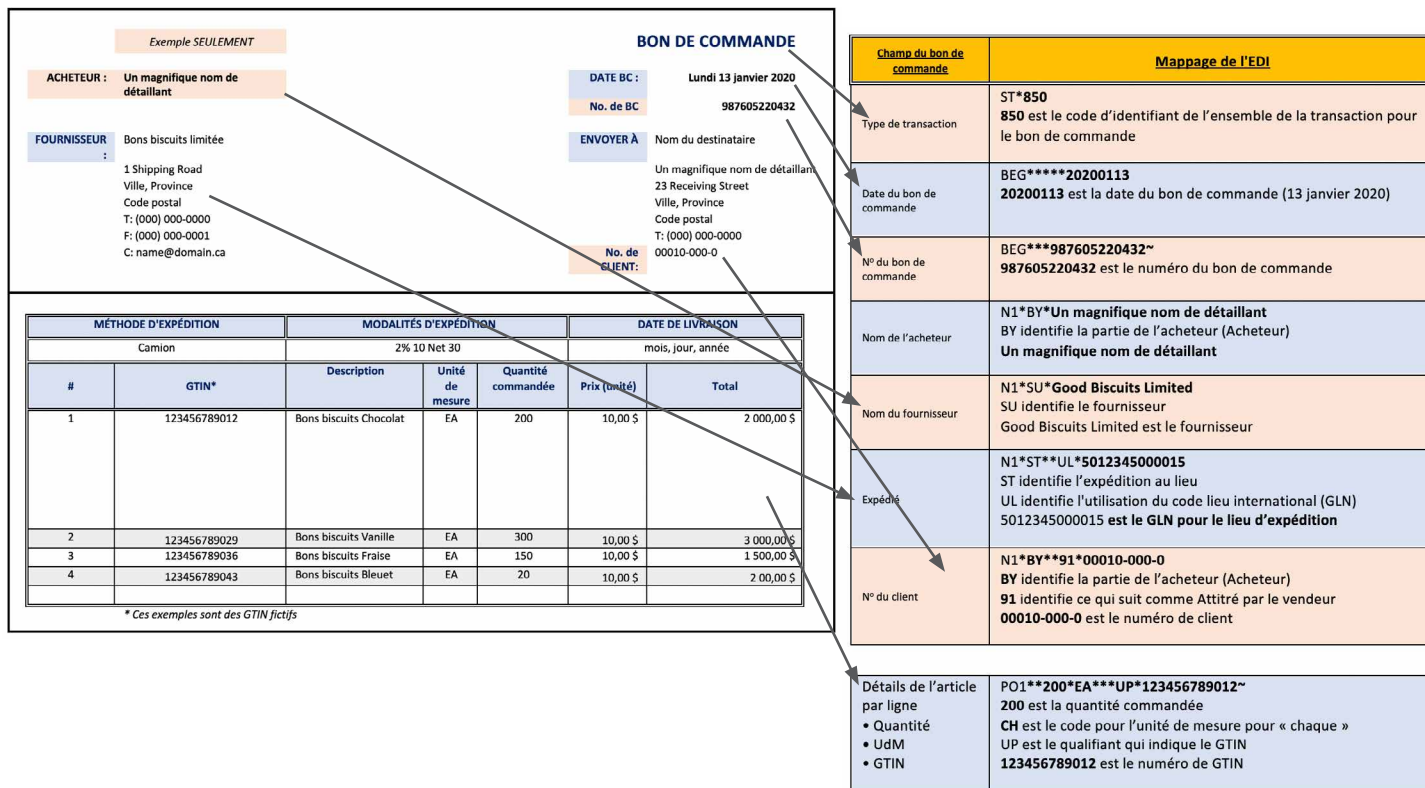 Exemple SEULEMENT
BON DE COMMANDE
ACHETEUR : Un magnifique nom de
détaillant
DATE BC : Lundi 13 janvier 2020
No. de BC 987605220432
FOURNISSEUR Bons biscuits limitée
:
1 Shipping Road
Ville, Province
Code postal
T: (000) 000-0000
F: (000) 000-0001
C: name@domain.ca
ENVOYER À Nom du destinataire
Un magnifique nom de détaillant
23 Receiving Street
Ville, Province
Code postal
T: (000) 000-0000
No. de 00010-000-0
CLIENT:
MÉTHODE D'EXPÉDITION MODALITÉS D'EXPÉDITION DATE DE LIVRAISON
Camion 2% 10 Net 30 mois, jour, année
# GTIN* Description Unité de mesure Quantité commandée Prix (unité) Total
1 123456789012 Bons biscuits Chocolat EA 200 10,00 $ 2 000,00 $
2 123456789029 Bons biscuits Vanille EA 300 10,00 $ 3 000,00 $
3 123456789036 Bons biscuits Fraise EA 150 10,00 $ 1 500,00 $
4 123456789043 Bons biscuits Bleuet EA 20 10,00 $ 2 00,00 $
* Ces exemples sont des GTIN fictifs
Champ du bon de
commande
Mappage de l'EDI
Type de transaction
ST*850
850 est le code d'identifiant de l'ensemble de la transaction pour
le bon de commande
Date du bon de
commande
BEG*****20200113
20200113 est la date du bon de commande (13 janvier 2020)
Nº du bon de
commande
BEG***987605220432~
987605220432 est le numéro du bon de commande
Nom de l'acheteur
N1*BY*Un magnifique nom de détaillant
BY identifie la partie de l'acheteur (Acheteur)
Un magnifique nom de détaillant
Nom du fournisseur
N1*SU*Good Biscuits Limited
SU identifie le fournisseur
Good Biscuits Limited est le fournisseur
Expédié
N1*ST**UL*5012345000015
ST identifie l'expédition au lieu
UL identifie l'utilisation du code lieu international (GLN)
5012345000015 est le GLN pour le lieu d'expédition
Nº du client
N1*BY**91*00010-000-0
BY identifie la partie de l'acheteur (Acheteur)
91 identifie ce qui suit comme Attitré par le vendeur
00010-000-0 est le numéro de client
Détails de l'article
par ligne
• Quantité
• UdM
• GTIN
PO1**200*EA***UP*123456789012~
200 est la quantité commandée
CH est le code pour l'unité de mesure pour « chaque »
UP est le qualifiant qui indique le GTIN
123456789012 est le numéro de GTIN